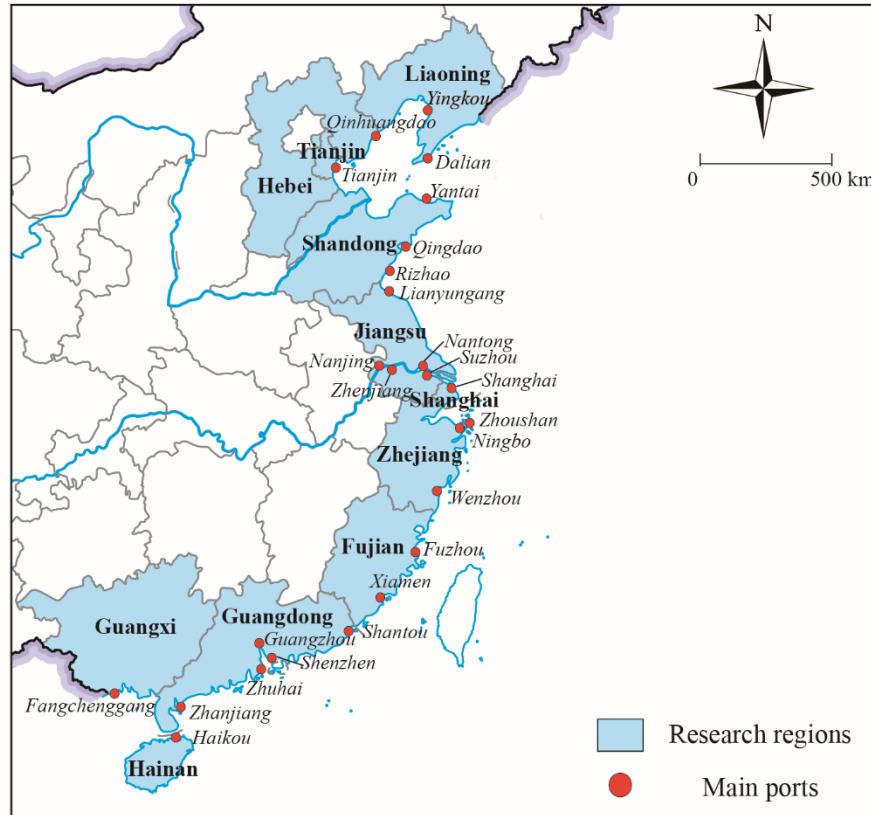 N
Liaoning
Yingkou
Qinhuangdao
Tianjin
Tianjin
Dalian
0
500 km
Hebei
Yantai
Shandong
Qingdao
Rizhao
Lianyungang
Jiangsu
Nantong
Nanjing
Suzhou
Zhenjiang
Shanghai
Shanghai
Zhoushan
Ningbo
Zhejiang
Wenzhou
Fujian
Fuzhou
Xiamen
Guangdong
Guangxi
Shantou
Guangzhou
Shenzhen
Zhuhai
Fangchenggang
Zhanjiang
Haikou
Hainan
Research regions
Main ports